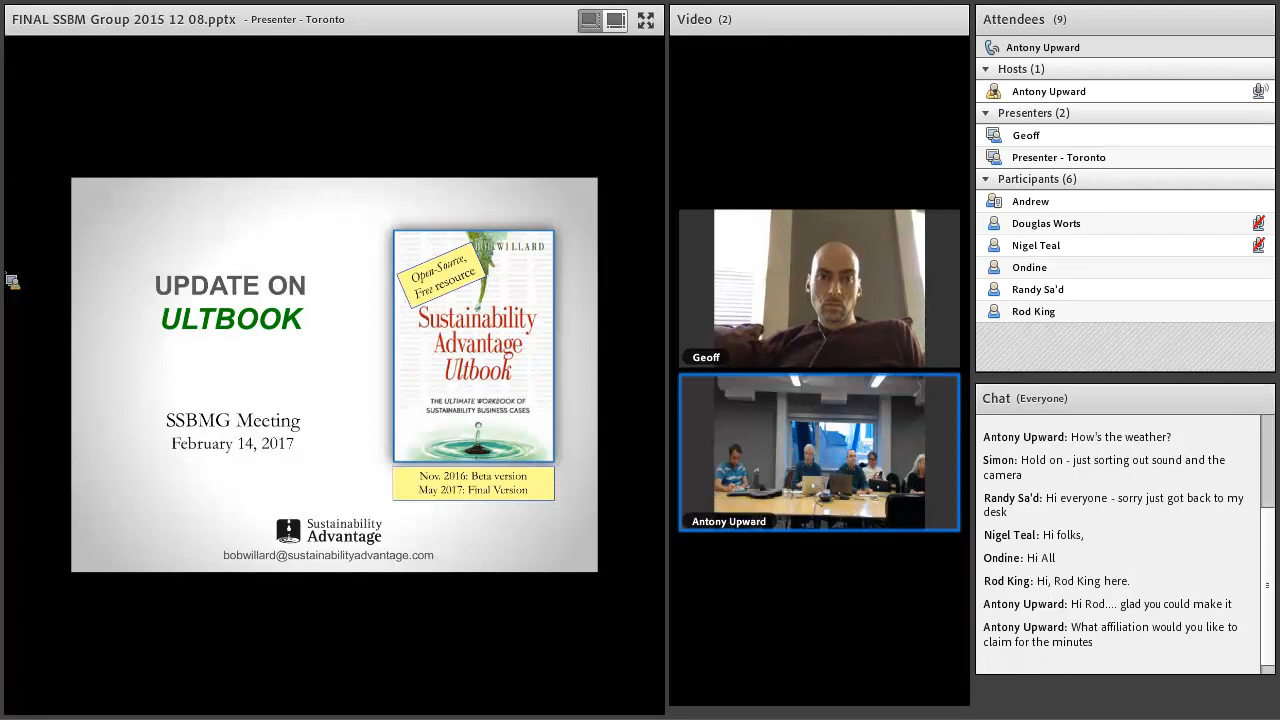 FINAL SSBM Group 2015 12 08.pptx - Presenter - Toronto
UPDATE ON
ULTBOOK
SSBMG Meeting
February 14, 2017
BOB WILLARD
Open-Source,
Free resource
Sustainability
Advantage
Ultbook
THE ULTIMATE WORKBOOK OF
SUSTAINABILITY BUSINESS CASES
Nov. 2016: Beta version
May 2017: Final Version
Sustainability
Advantage
bobwillard@sustainabilityadvantage.com
Video (2)
Geoff
Antony Upward
Attendees (9)
Antony Upward
Hosts (1)
Antony Upward
Presenters (2)
Geoff
Presenter - Toronto
Participants (6)
Andrew
Douglas Worts
Nigel Teal
Ondine
Randy Sa'd
Rod King
Chat (Everyone)
Antony Upward: How's the weather?
Simon: Hold on - just sorting out sound and the
camera
Randy Sa'd: Hi everyone - sorry just got back to my
desk
Nigel Teal: Hi folks,
Ondine: Hi All
Rod King: Hi, Rod King here.
Antony Upward: Hi Rod.... glad you could make it
Antony Upward: What affiliation would you like to
claim for the minutes